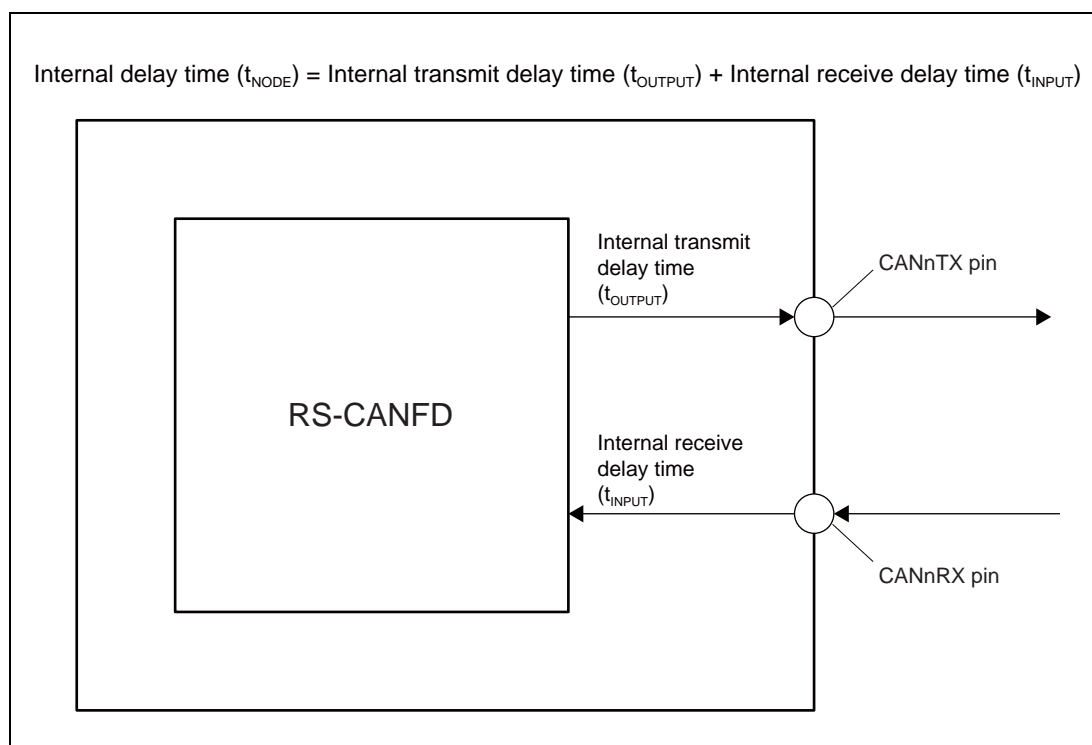 Internal delay time (tNODE) = Internal transmit delay time (tOUTPUT) + Internal receive delay time (tINPUT)
Internal transmit
delay time
(tOUTPUT)
CANnTX pin
RS-CANFD
Internal receive
delay time
(tINPUT)
CANnRX pin